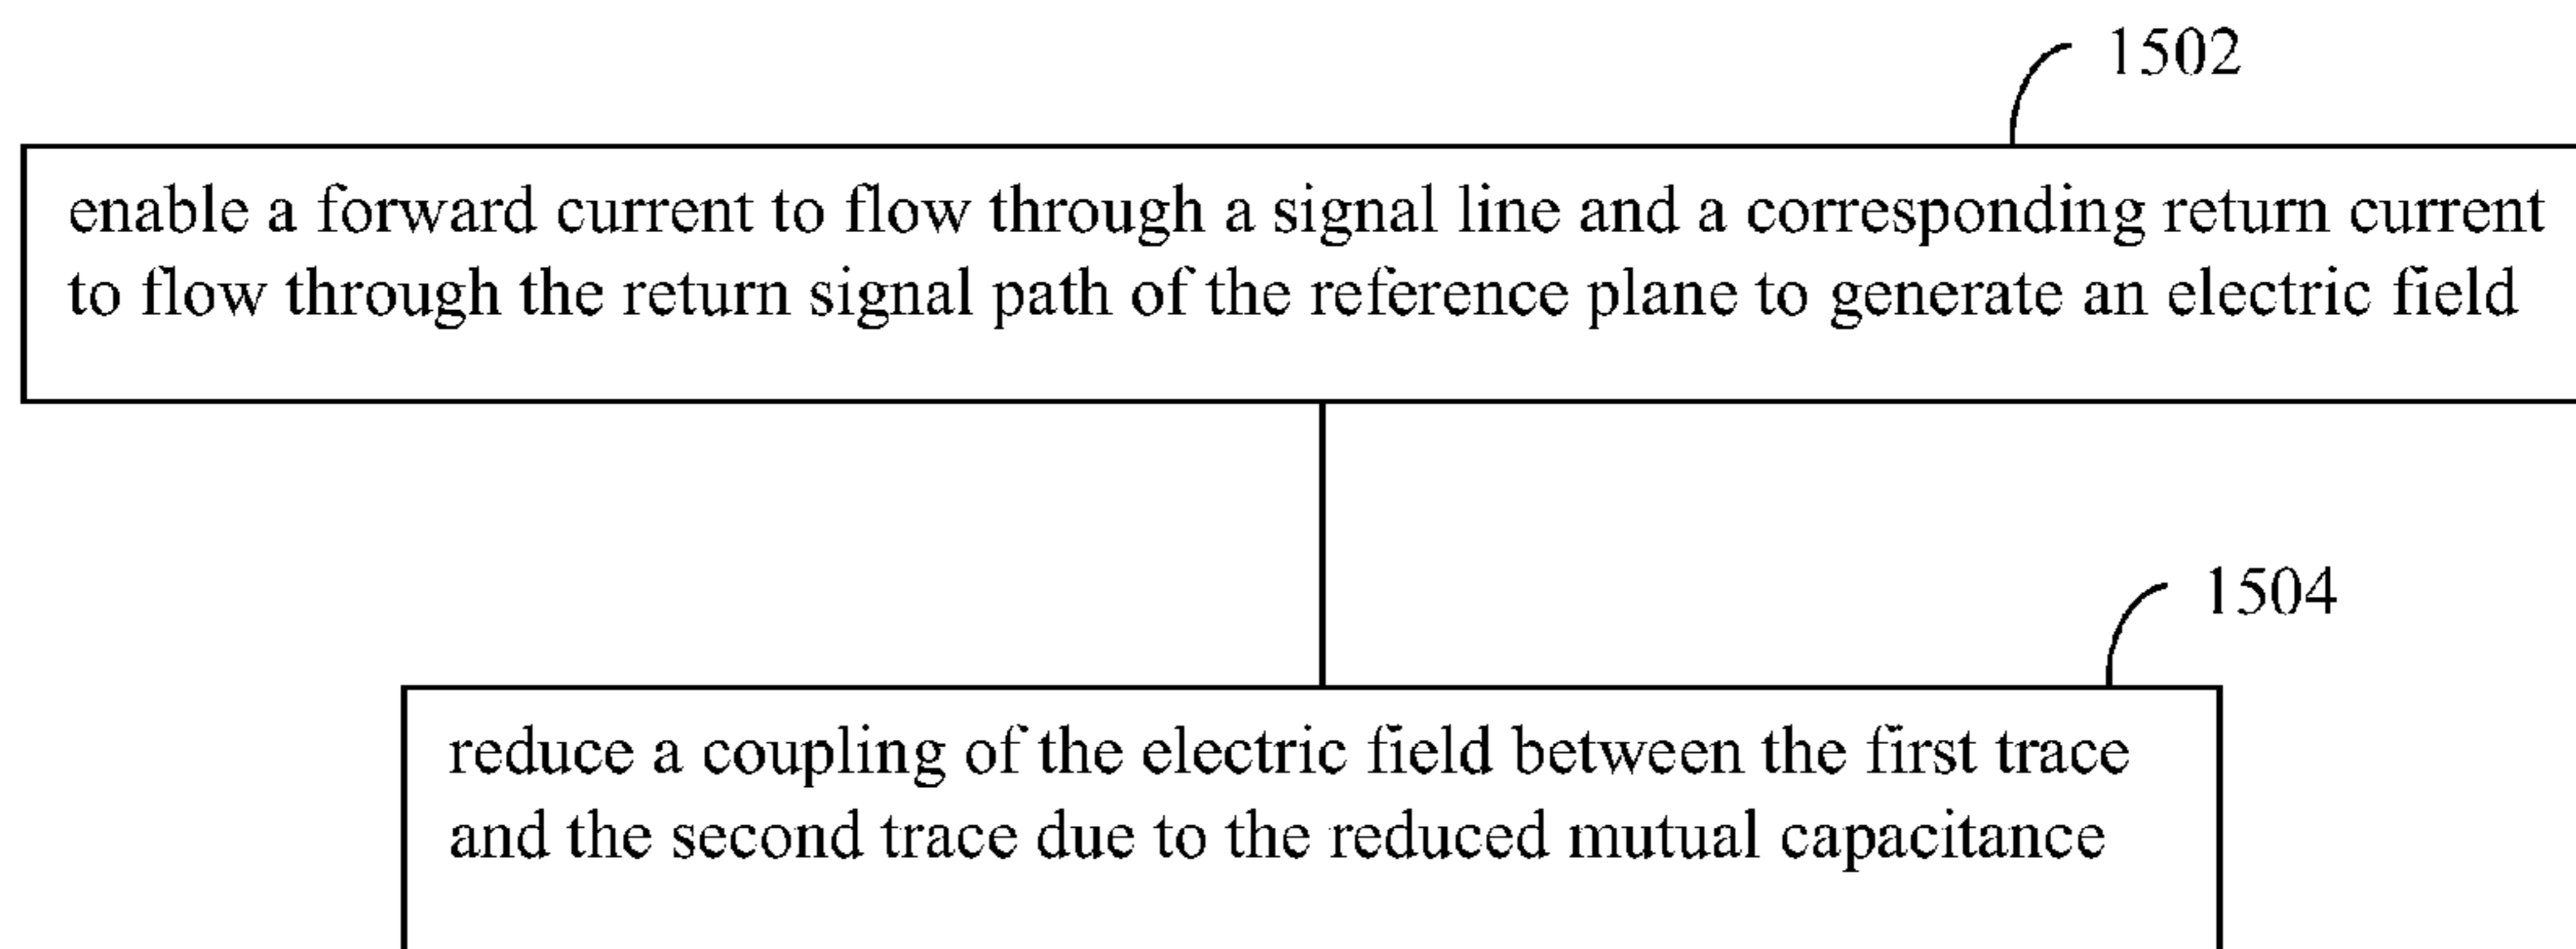 1502
enable a forward current to flow through a signal line and a corresponding return current
to flow through the return signal path of the reference plane to generate an electric field
1504
reduce a coupling of the electric field between the first trace
and the second trace due to the reduced mutual capacitance